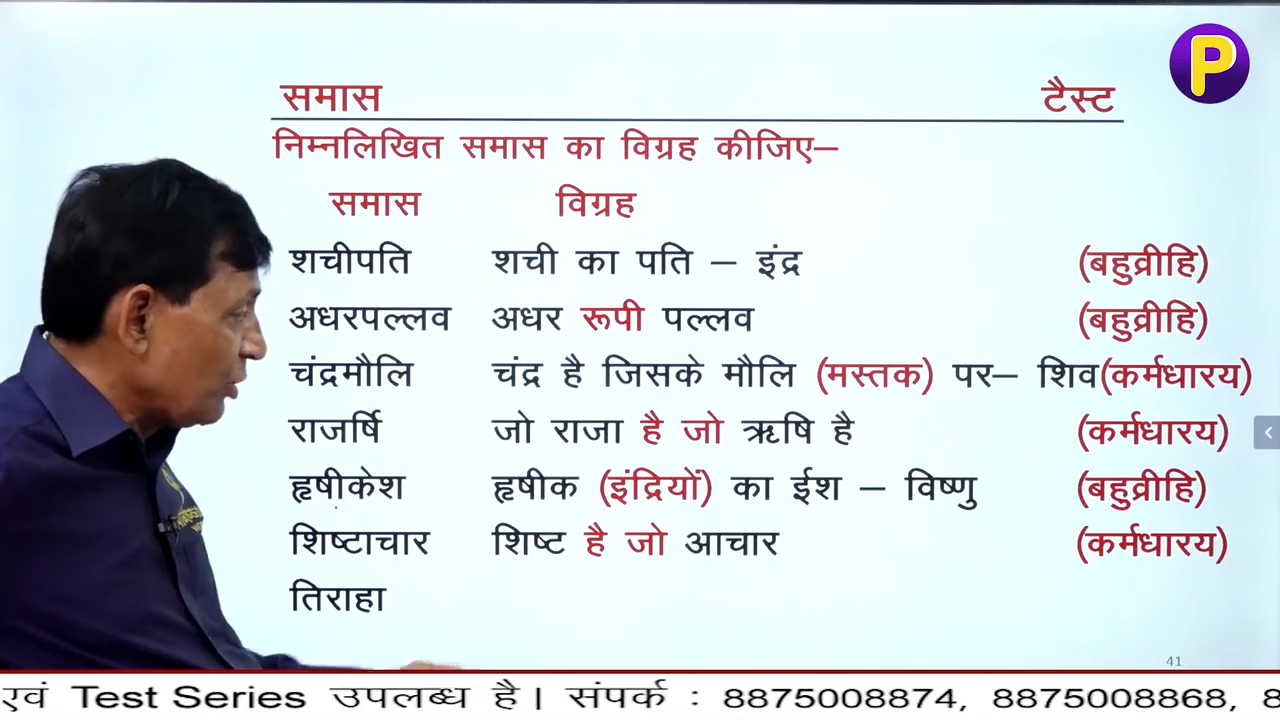 P
समास टैस्ट
निम्नलिखित समास का विग्रह कीजिए–
समास विग्रह
शचीपति शची का पति – इंद्र (बहुव्रीहि)
अधरपल्लव अधर रूपी पल्लव (बहुव्रीहि)
चंद्रमौलि चंद्र है जिसके मौलि (मस्तक) पर– शिव(कर्मधारय)
राजर्षि जो राजा है जो ऋषि है (कर्मधारय)
हृषीकेश हृषीक (इंद्रियों) का ईश – विष्णु (बहुव्रीहि)
शिष्टाचार शिष्ट है जो आचार (कर्मधारय)
तिराहा
41
एवं Test Series उपलब्ध है। संपर्क : 8875008874, 8875008868, 8